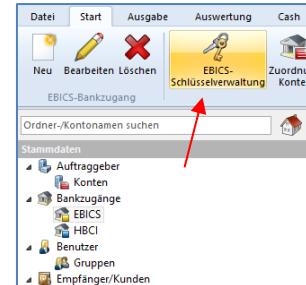 Datei Start Ausgabe Auswertung Cash
Neu Bearbeiten Löschen EBICS-
Schlüsselverwaltung Zuordnu
Konte
EBICS-Bankzugang
Ordner-/Kontonamen suchen
Stammdaten
Auftraggeber
Konten
Bankzugänge
EBICS
HBCI
Benutzer
Gruppen
Empfänger/Kunden